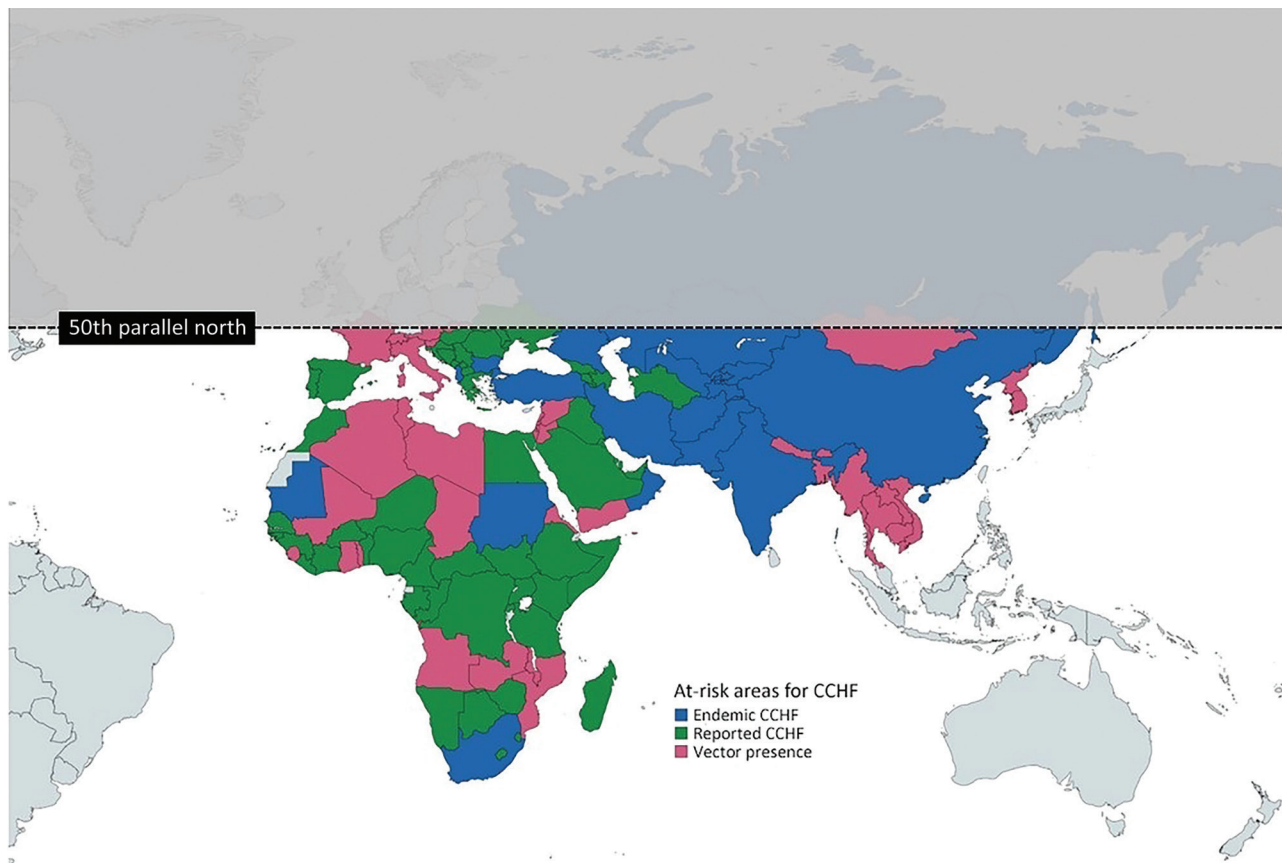 50th parallel north
At-risk areas for CCHF
Endemic CCHF
Reported CCHF
Vector presence